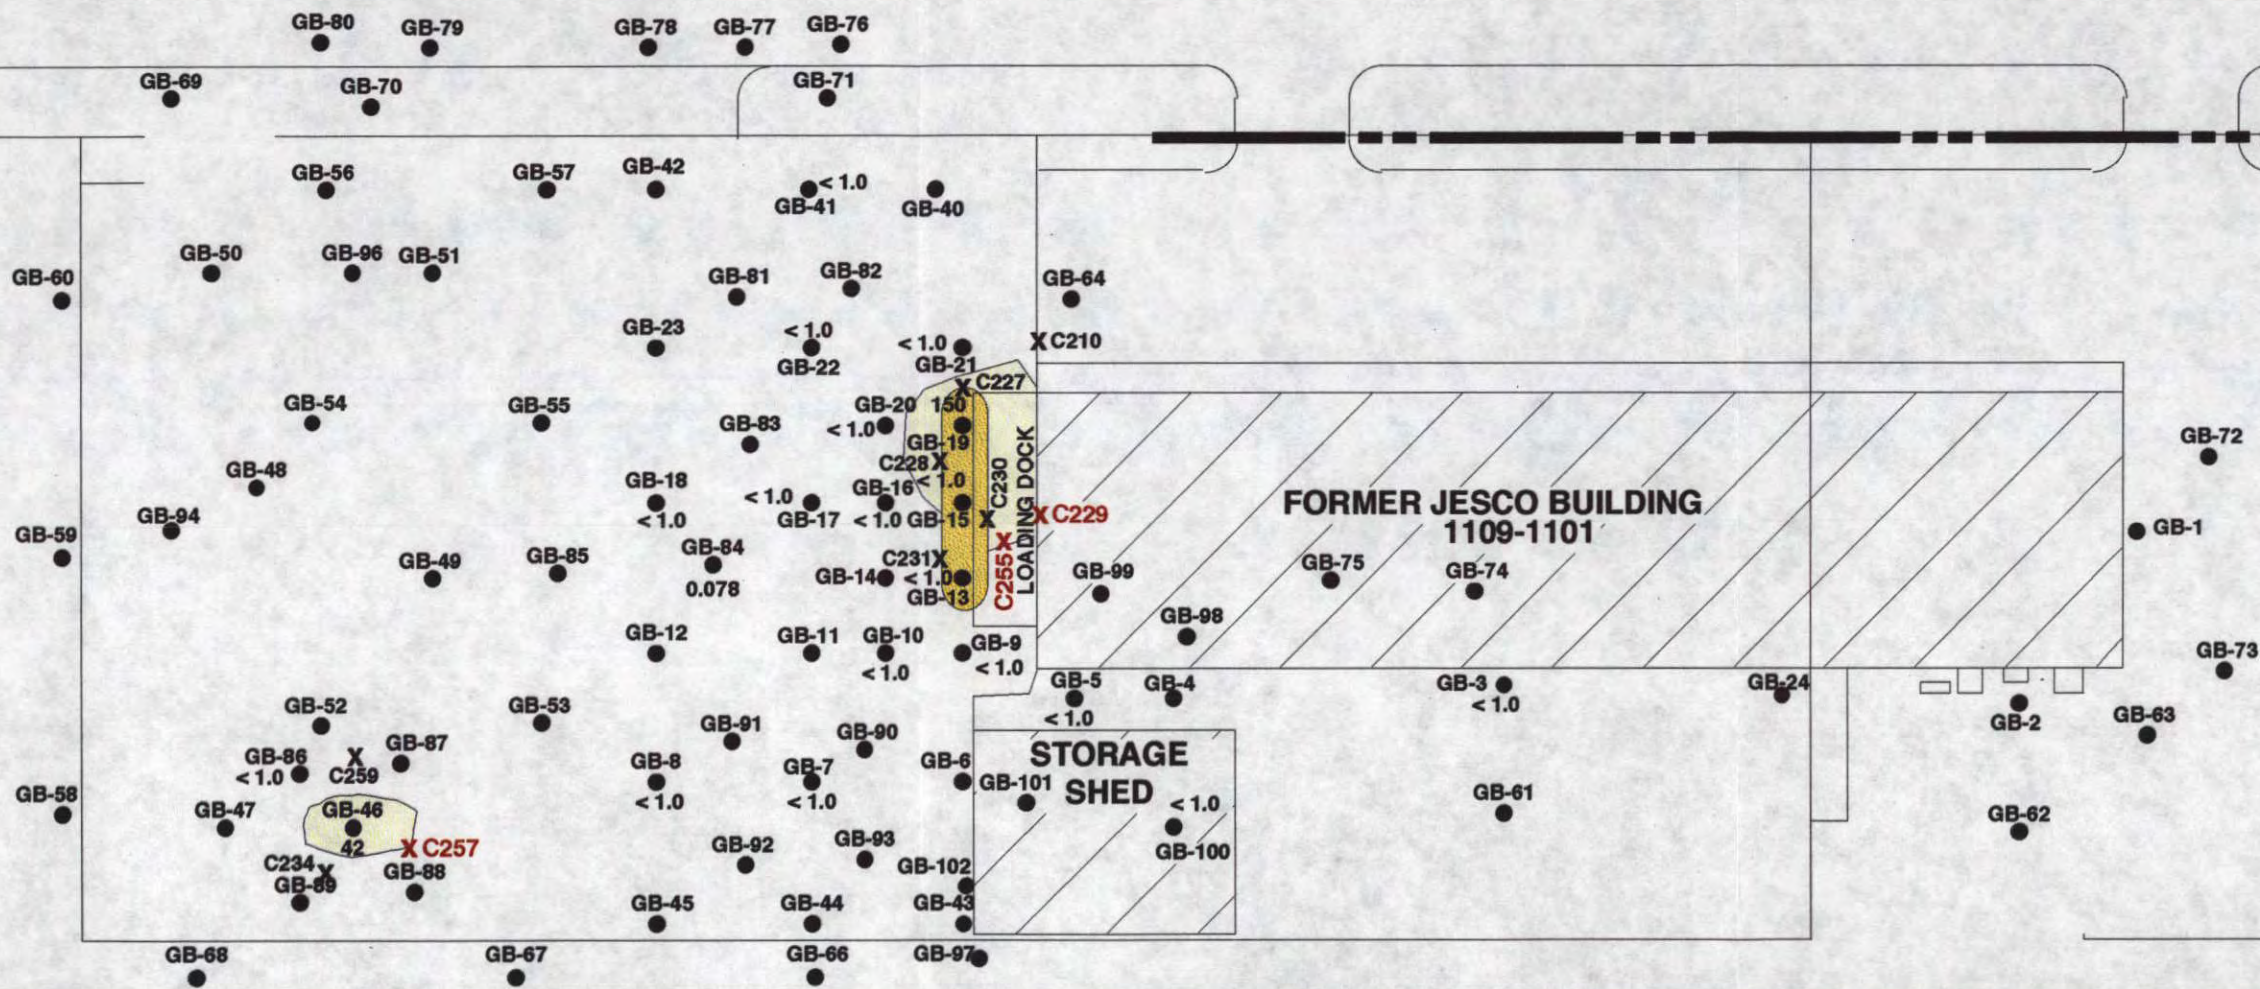 GB-80
GB-79
GB-78
GB-77
GB-76
GB-69
GB-70
GB-71
GB-56
GB-57
GB-42
< 1.0
GB-41
GB-40
GB-50
GB-96
GB-51
GB-60
GB-81
GB-82
GB-64
GB-23
< 1.0
GB-22
< 1.0
GB-21
X C210
X C227
GB-54
GB-55
GB-20
< 1.0
150
GB-19
GB-83
GB-72
GB-48
C228 X
GB-18
< 1.0
< 1.0
GB-17
GB-16
< 1.0
< 1.0
GB-15
X C230
LOADING DOCK
X C229
FORMER JESCO BUILDING
1109-1101
GB-94
GB-59
GB-1
GB-49
GB-85
GB-84
0.078
C231 X
GB-14
< 1.0
GB-13
C255 X
GB-99
GB-75
GB-74
GB-98
GB-12
GB-11
GB-10
< 1.0
GB-9
< 1.0
GB-73
GB-5
< 1.0
GB-4
GB-3
< 1.0
GB-24
GB-2
GB-63
GB-52
GB-53
GB-86
< 1.0
X
C259
GB-87
GB-91
GB-90
GB-8
< 1.0
GB-7
< 1.0
GB-6
STORAGE
SHED
GB-101
< 1.0
GB-100
GB-61
GB-62
GB-58
GB-47
GB-46
42
X C257
C234 X
GB-89
GB-88
GB-92
GB-93
GB-102
GB-45
GB-44
GB-43
GB-68
GB-67
GB-66
GB-97